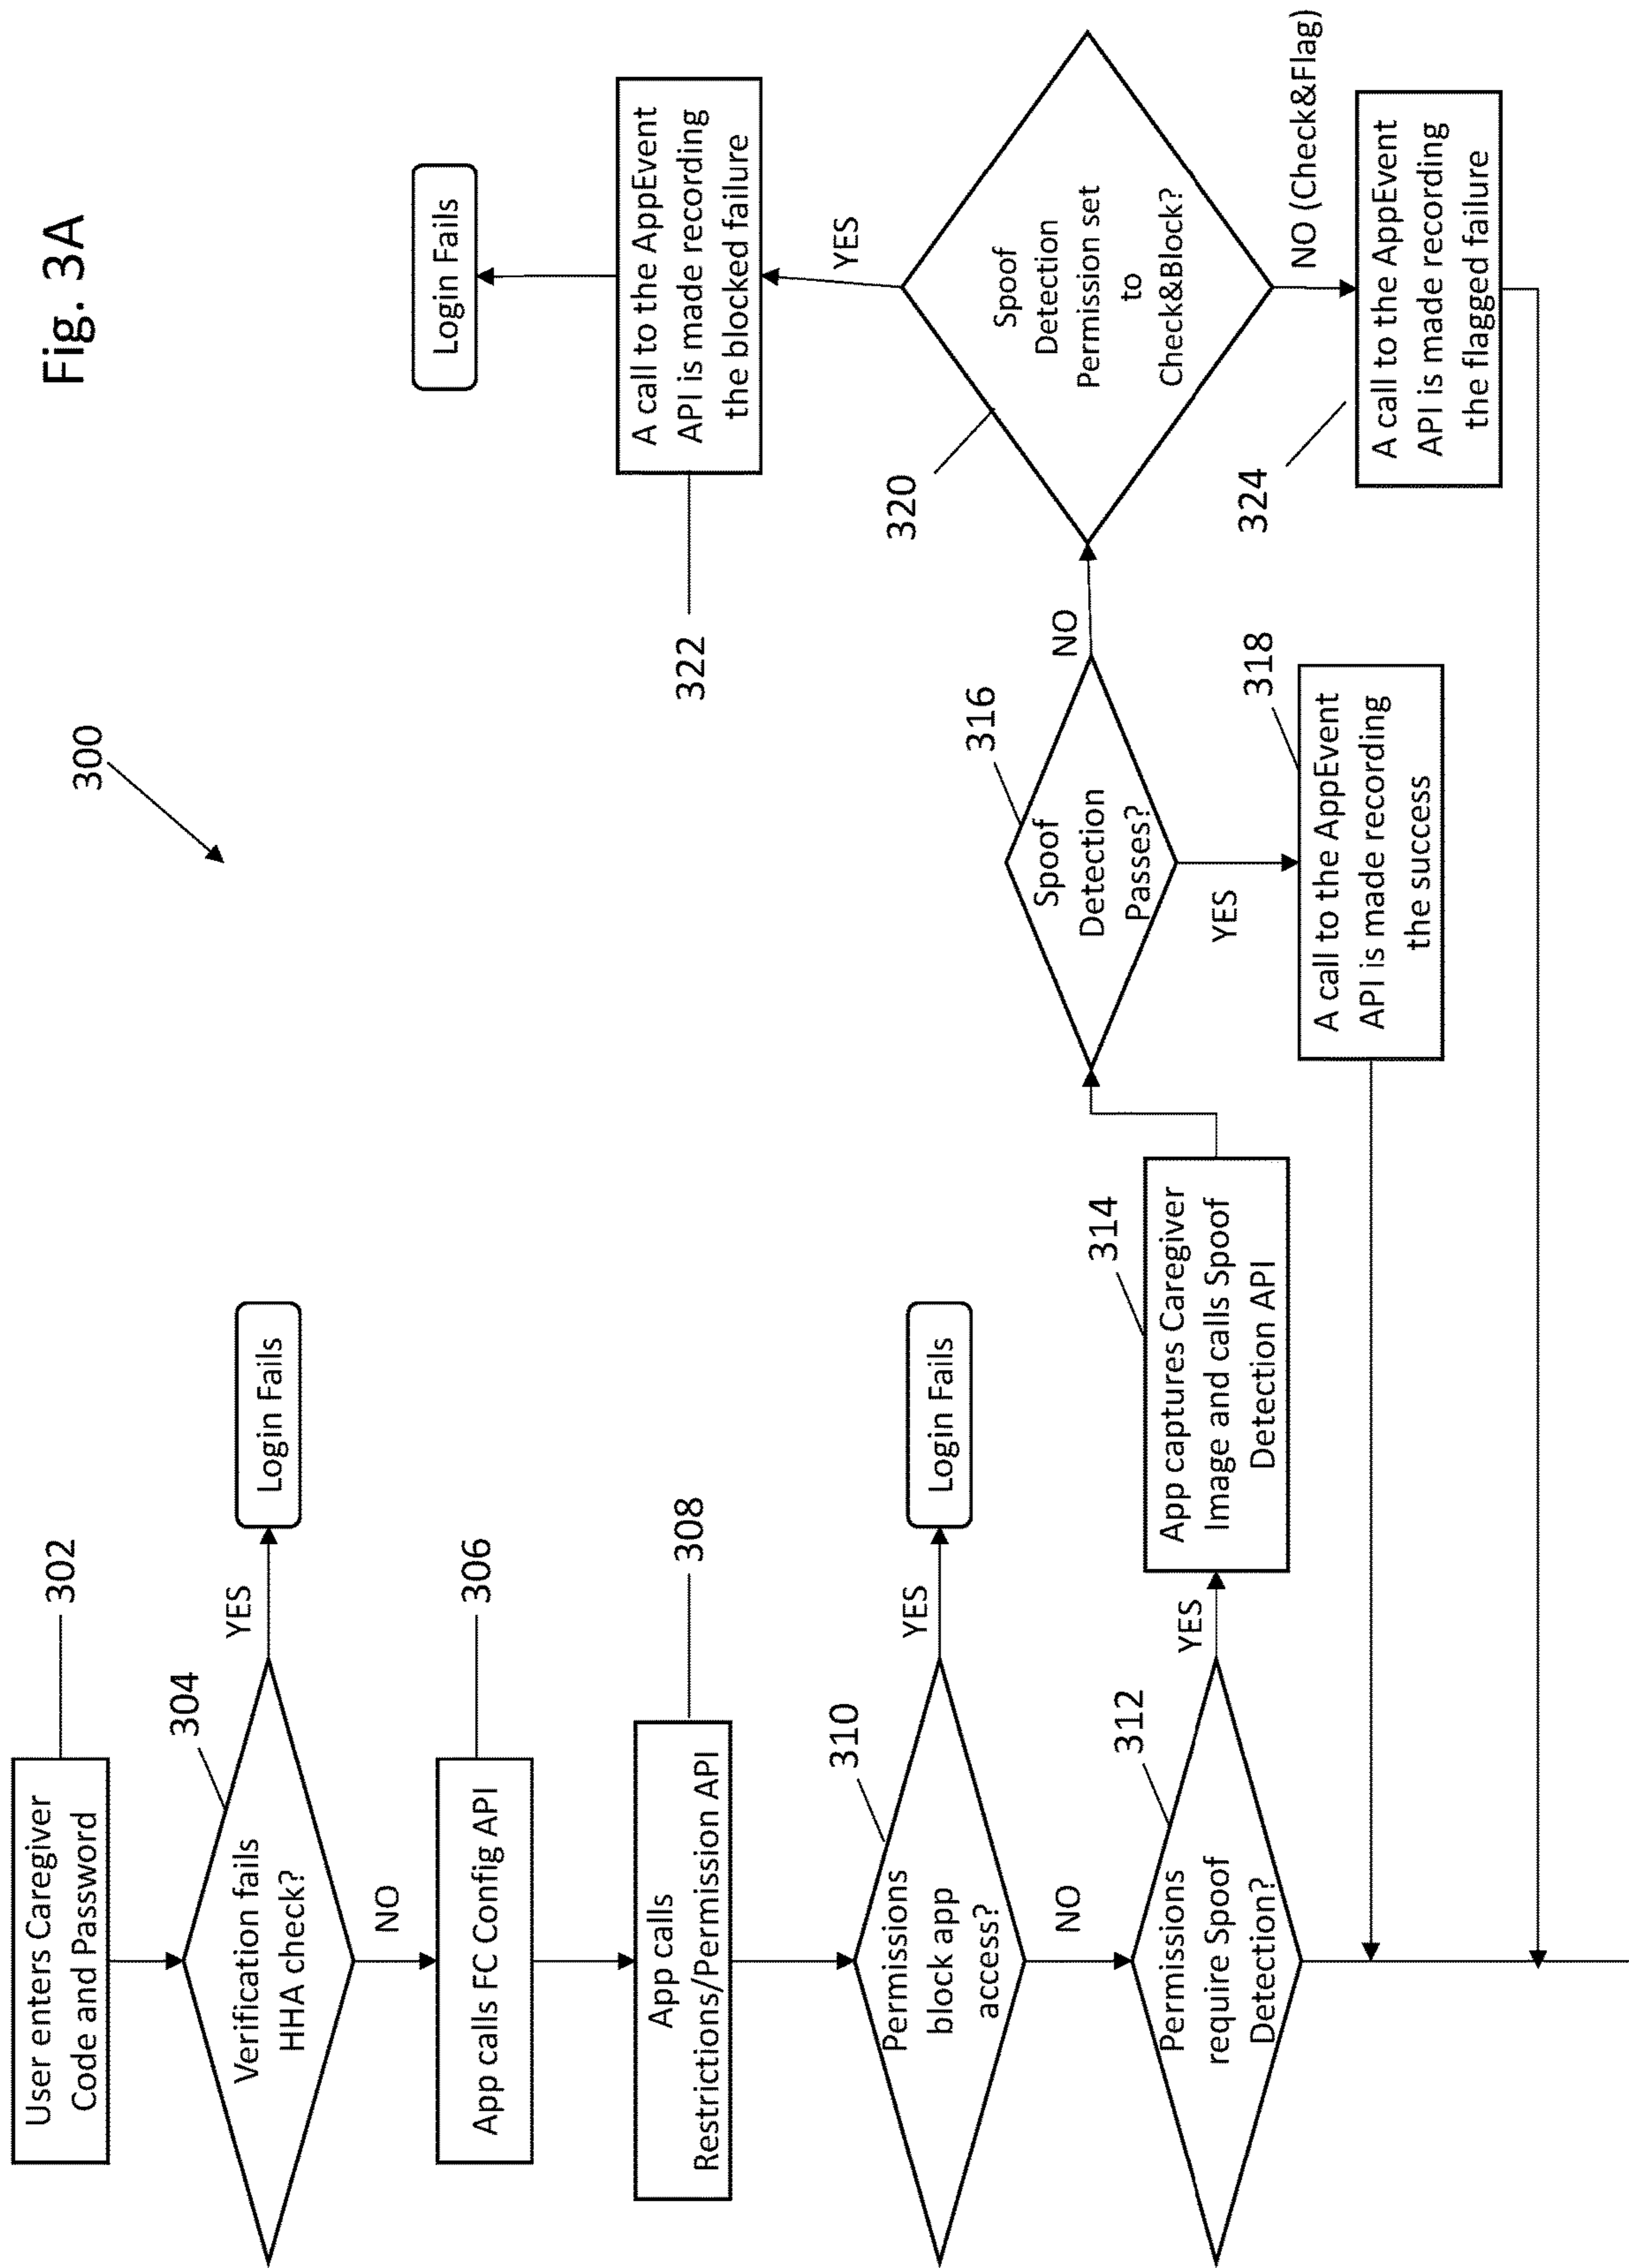 Fig. 3A
300
User enters Caregiver
Code and Password
302
Verification fails
HHA check?
304
YES
Login Fails
NO
App calls FC Config API
306
App calls
Restrictions/Permission API
308
Permissions
block app
access?
310
YES
Login Fails
NO
Permissions
require Spoof
Detection?
312
YES
App captures Caregiver
Image and calls Spoof
Detection API
314
Spoof
Detection
Passes?
316
YES
A call to the AppEvent
API is made recording
the success
318
NO
Spoof
Detection
Permission set
to
Check&Block?
320
YES
A call to the AppEvent
API is made recording
the blocked failure
322
Login Fails
NO (Check&Flag)
A call to the AppEvent
API is made recording
the flagged failure
324